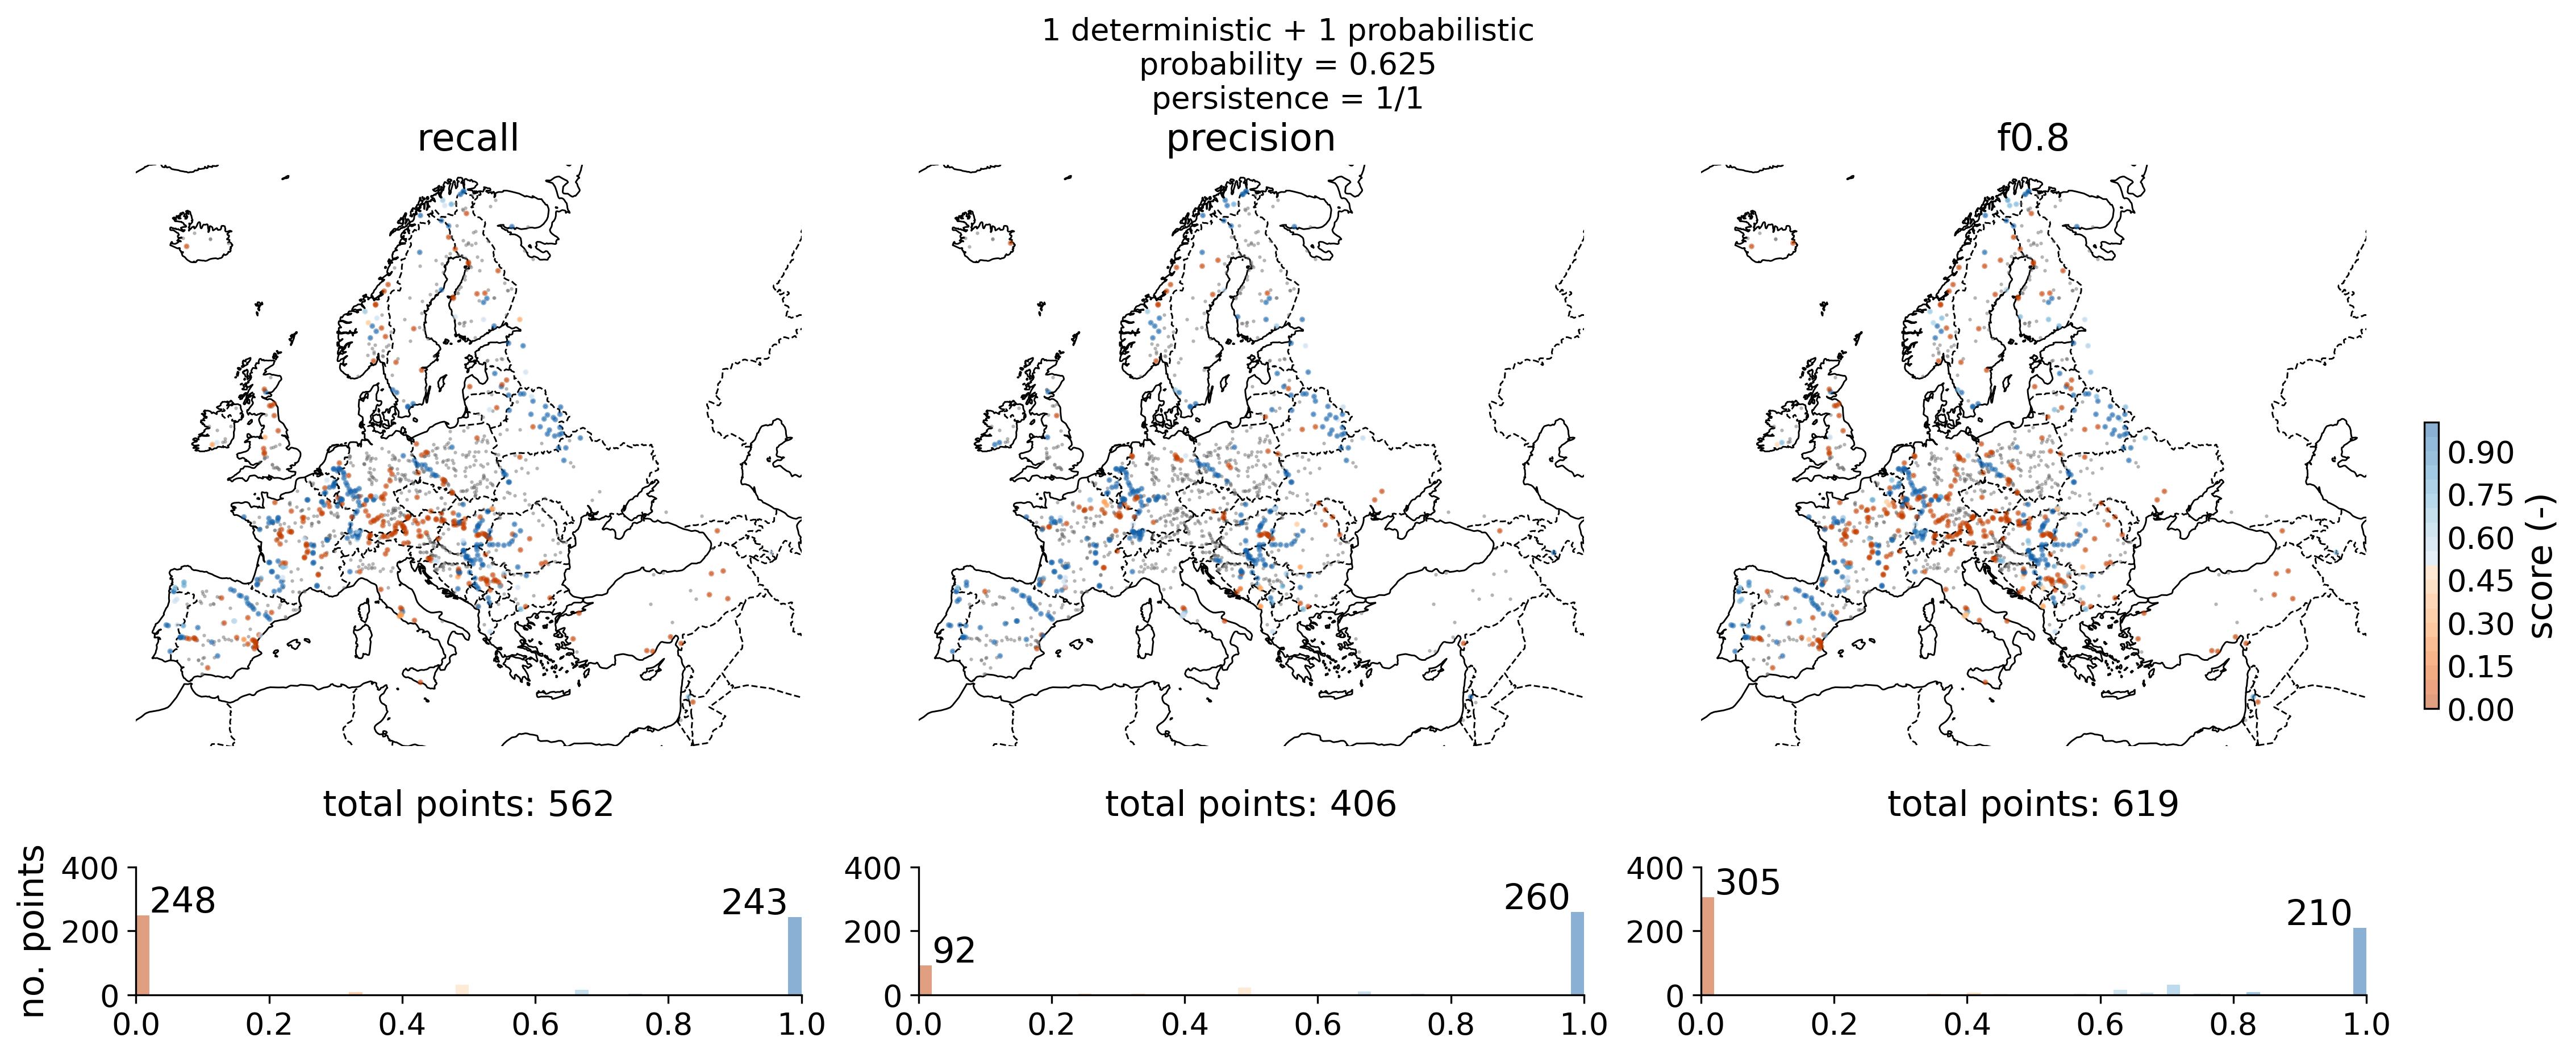 1 deterministic + 1 probabilistic
probability = 0.625
persistence = 1/1
recall
precision
f0.8
0.90
0.75
0.60
0.45
0.30
0.15
0.00
score (-)
total points: 562
total points: 406
total points: 619
no. points
400
200
0
248
243
0.0 0.2 0.4 0.6 0.8 1.0
400
200
0
92
260
0.0 0.2 0.4 0.6 0.8 1.0
400
200
0
305
210
0.0 0.2 0.4 0.6 0.8 1.0